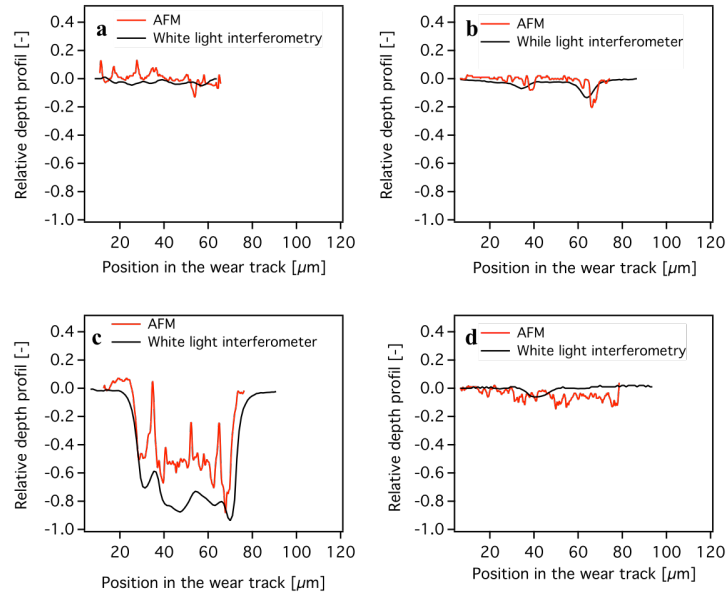 a
AFM
White light interferometry
0.4
0.2
0.0
-0.2
-0.4
-0.6
-0.8
-1.0
Relative depth profil [-]
20 40 60 80 100 120
Position in the wear track [µm]
b
AFM
While light interferometer
0.4
0.2
0.0
-0.2
-0.4
-0.6
-0.8
-1.0
Relative depth profil [-]
20 40 60 80 100 120
Position in the wear track [µm]
c
AFM
White light interferometer
0.4
0.2
0.0
-0.2
-0.4
-0.6
-0.8
-1.0
Relative depth profil [-]
20 40 60 80 100 120
Position in the wear track [µm]
d
AFM
White light interferometry
0.4
0.2
0.0
-0.2
-0.4
-0.6
-0.8
-1.0
Relative depth profil [-]
20 40 60 80 100 120
Position in the wear track [µm]